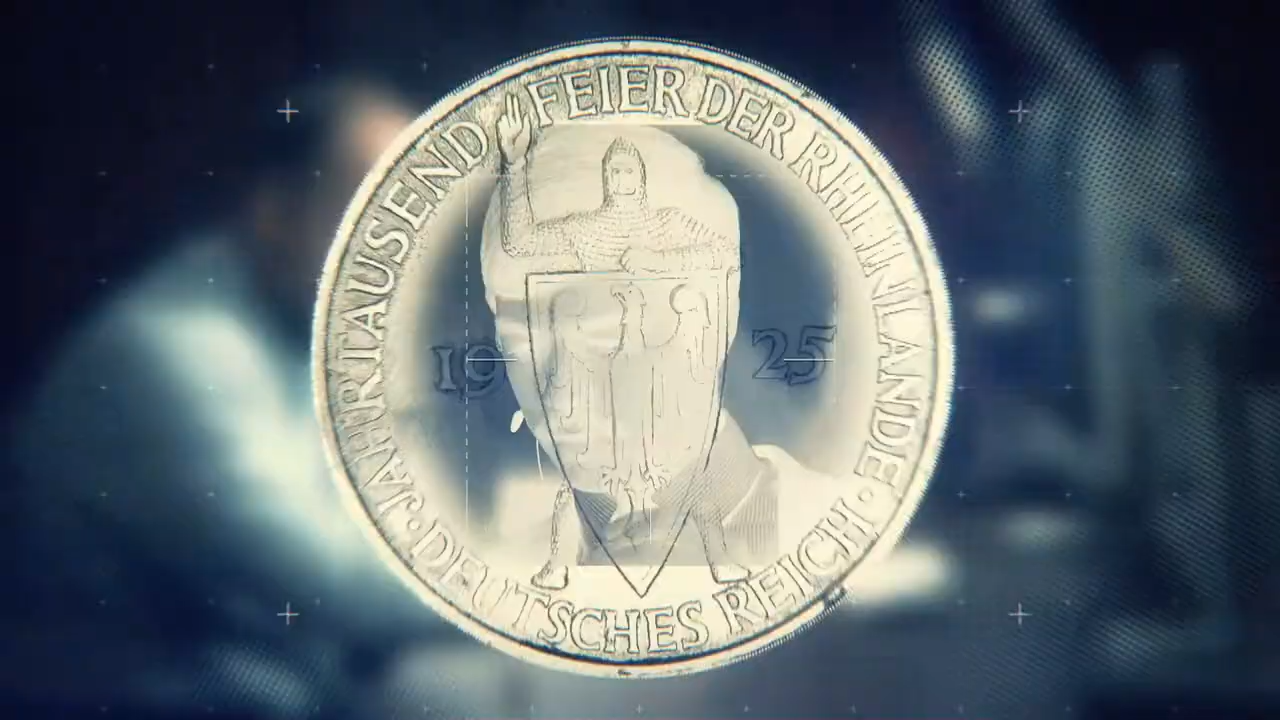 JAHRTAUSEND FEIER DER RHEINLANDE
19 25
· DEUTSCHES REICH ·